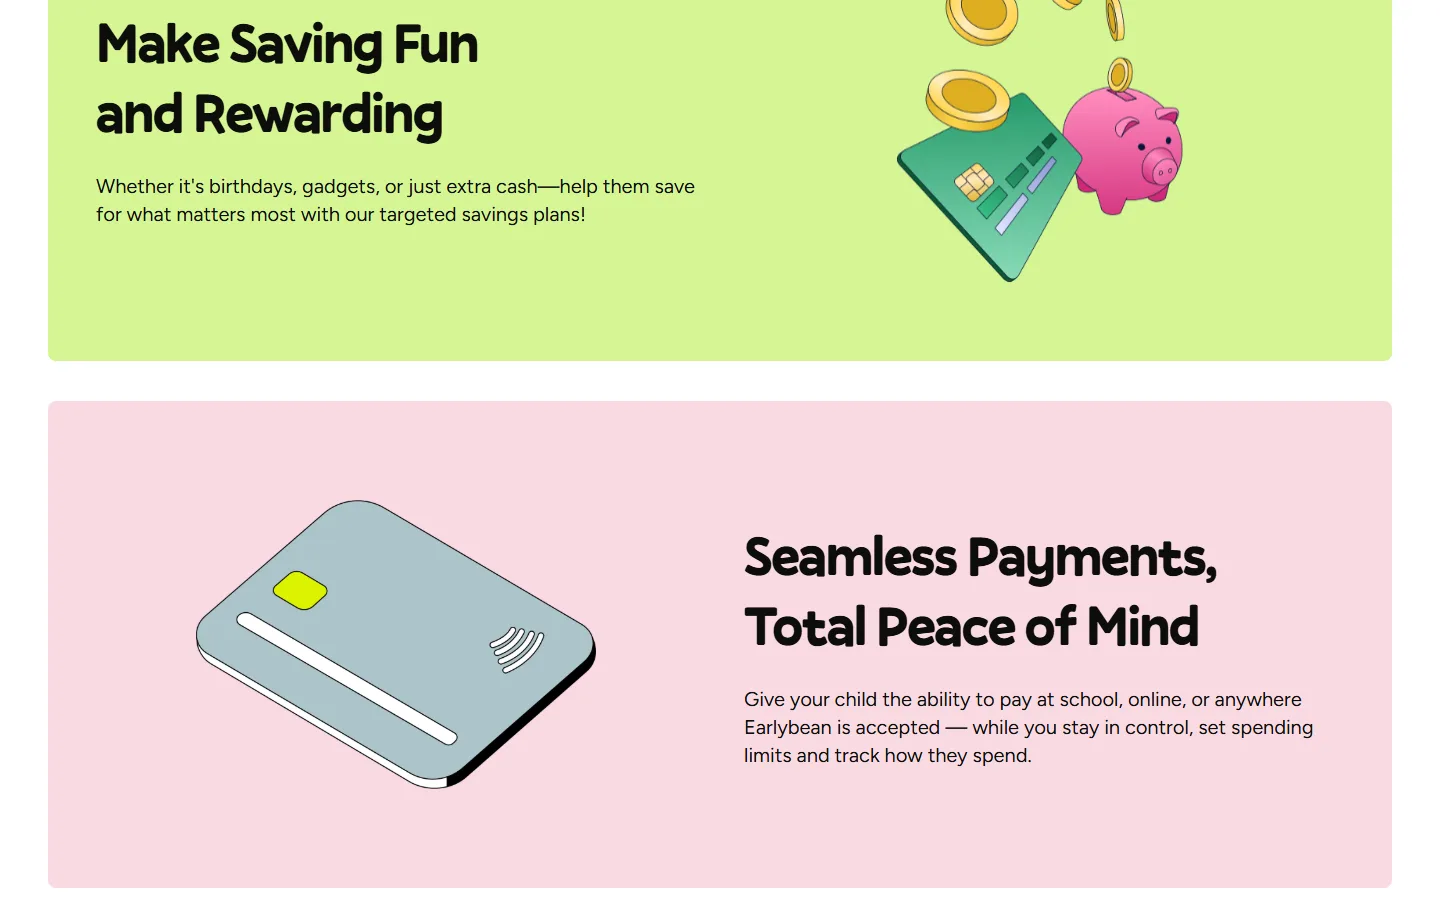 Make Saving Fun
and Rewarding
Whether it's birthdays, gadgets, or just extra cash—help them save
for what matters most with our targeted savings plans!
Seamless Payments,
Total Peace of Mind
Give your child the ability to pay at school, online, or anywhere
Earlybean is accepted — while you stay in control, set spending
limits and track how they spend.